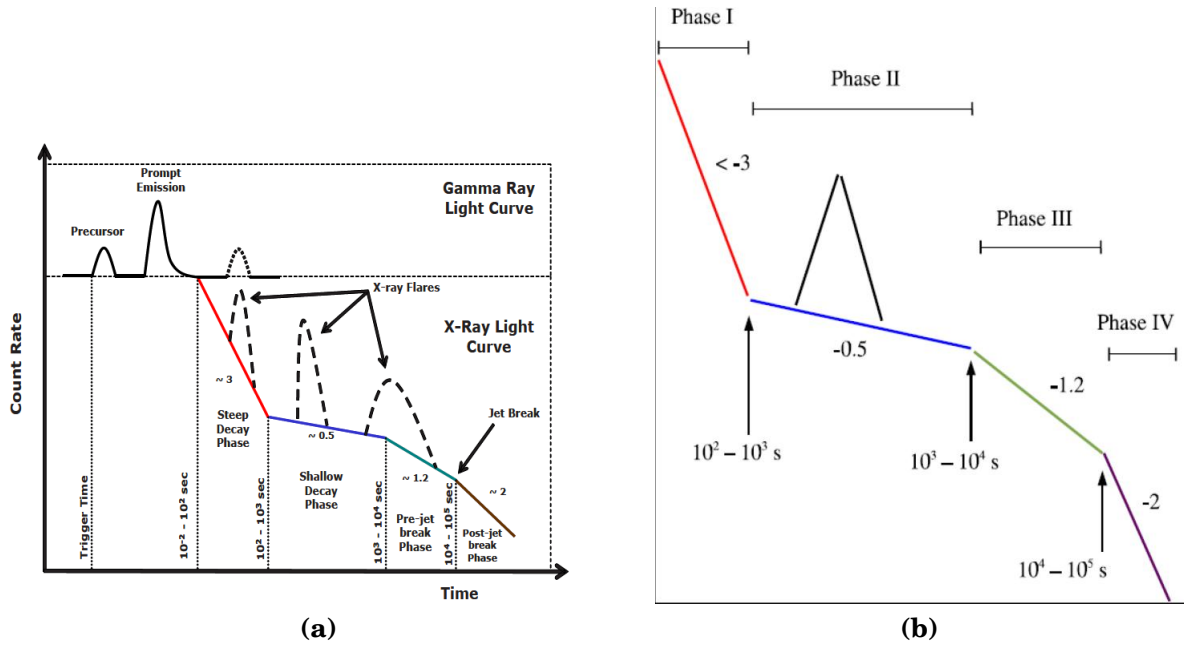 Gamma Ray
Light Curve
Prompt
Emission
Precursor
X-ray Flares
X-Ray Light
Curve
Count Rate
~ 3
Steep
Decay
Phase
~ 0.5
Shallow
Decay
Phase
~ 1.2
Pre-jet
break
Phase
Jet Break
~ 2
Post-jet
break
Phase
Trigger Time
10⁻² - 10² sec
10² - 10³ sec
10³ - 10⁴ sec
10⁴ - 10⁵ sec
Time
(a)
Phase I
Phase II
< -3
Phase III
Phase IV
-0.5
-1.2
10² – 10³ s
10³ – 10⁴ s
-2
10⁴ – 10⁵ s
(b)